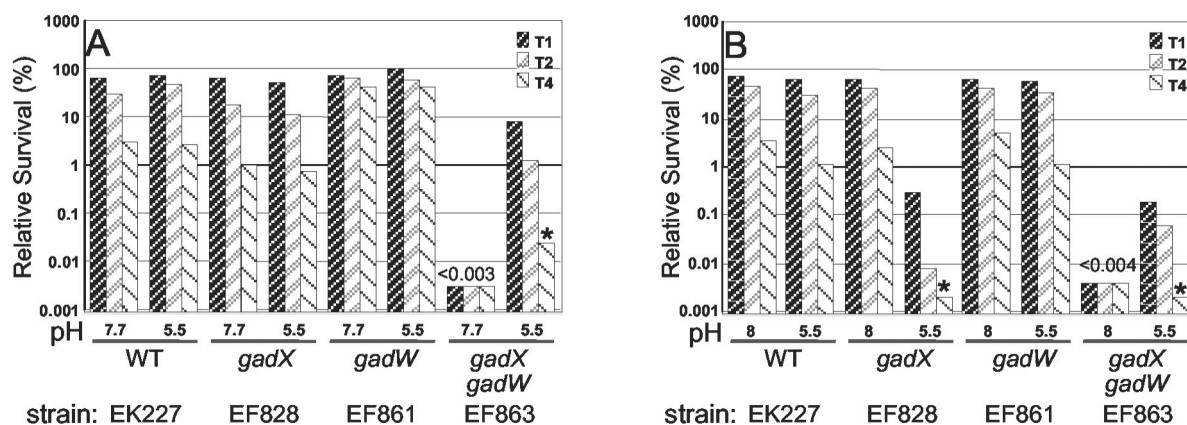 A
Relative Survival (%)
1000
100
10
1
0.1
0.01
0.001
T1
T2
T4
<0.003
*
pH 7.7 5.5 7.7 5.5 7.7 5.5 7.7 5.5
WT gadX gadW gadX
gadW
strain: EK227 EF828 EF861 EF863
B
Relative Survival (%)
1000
100
10
1
0.1
0.01
0.001
T1
T2
T4
*
<0.004
*
pH 8 5.5 8 5.5 8 5.5 8 5.5
WT gadX gadW gadX
gadW
strain: EK227 EF828 EF861 EF863